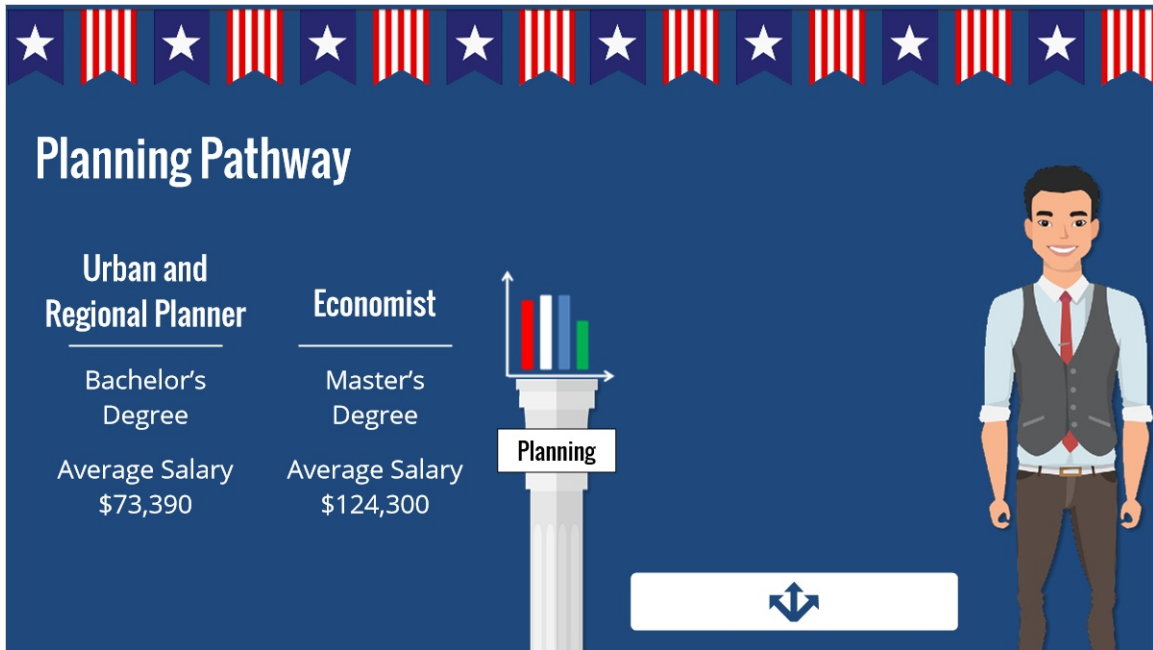 Planning Pathway
Urban and
Regional Planner
Bachelor’s
Degree
Average Salary
$73,390
Economist
Master’s
Degree
Average Salary
$124,300
Planning